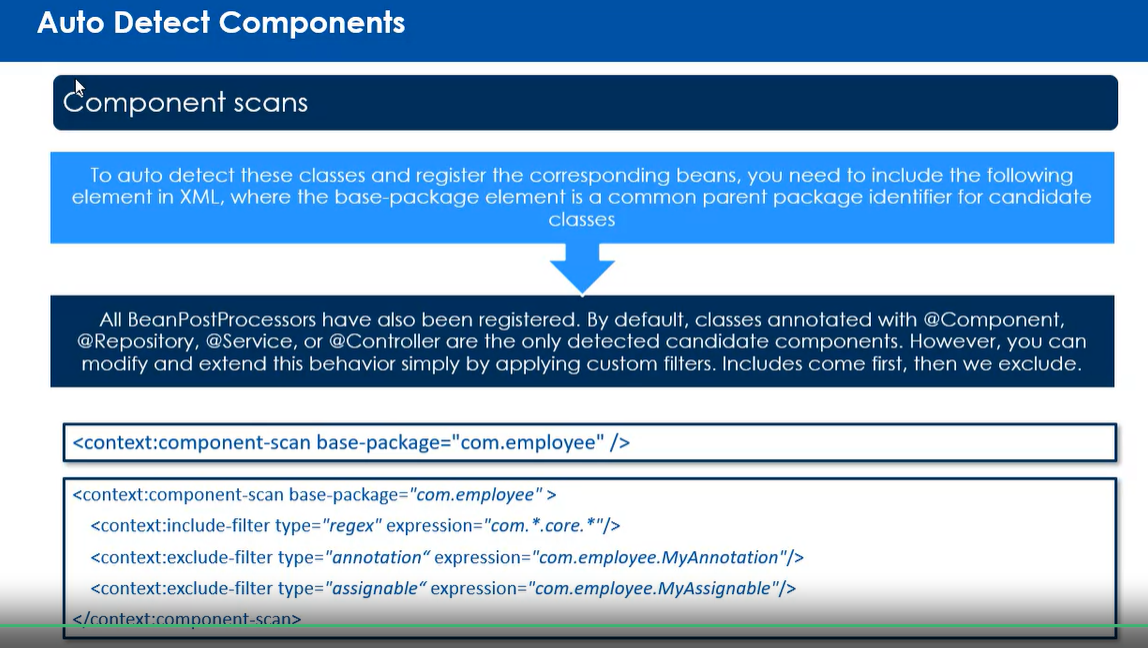 Auto Detect Components
Component scans
To auto detect these classes and register the corresponding beans, you need to include the following
element in XML, where the base-package element is a common parent package identifier for candidate
classes
All BeanPostProcessors have also been registered. By default, classes annotated with @Component,
@Repository, @Service, or @Controller are the only detected candidate components. However, you can
modify and extend this behavior simply by applying custom filters. Includes come first, then we exclude.
<context:component-scan base-package="com.employee" />
<context:component-scan base-package="com.employee" >
<context:include-filter type="regex" expression="com.*.core.*"/>
<context:exclude-filter type="annotation“ expression="com.employee.MyAnnotation"/>
<context:exclude-filter type="assignable“ expression="com.employee.MyAssignable"/>
</context:component-scan>